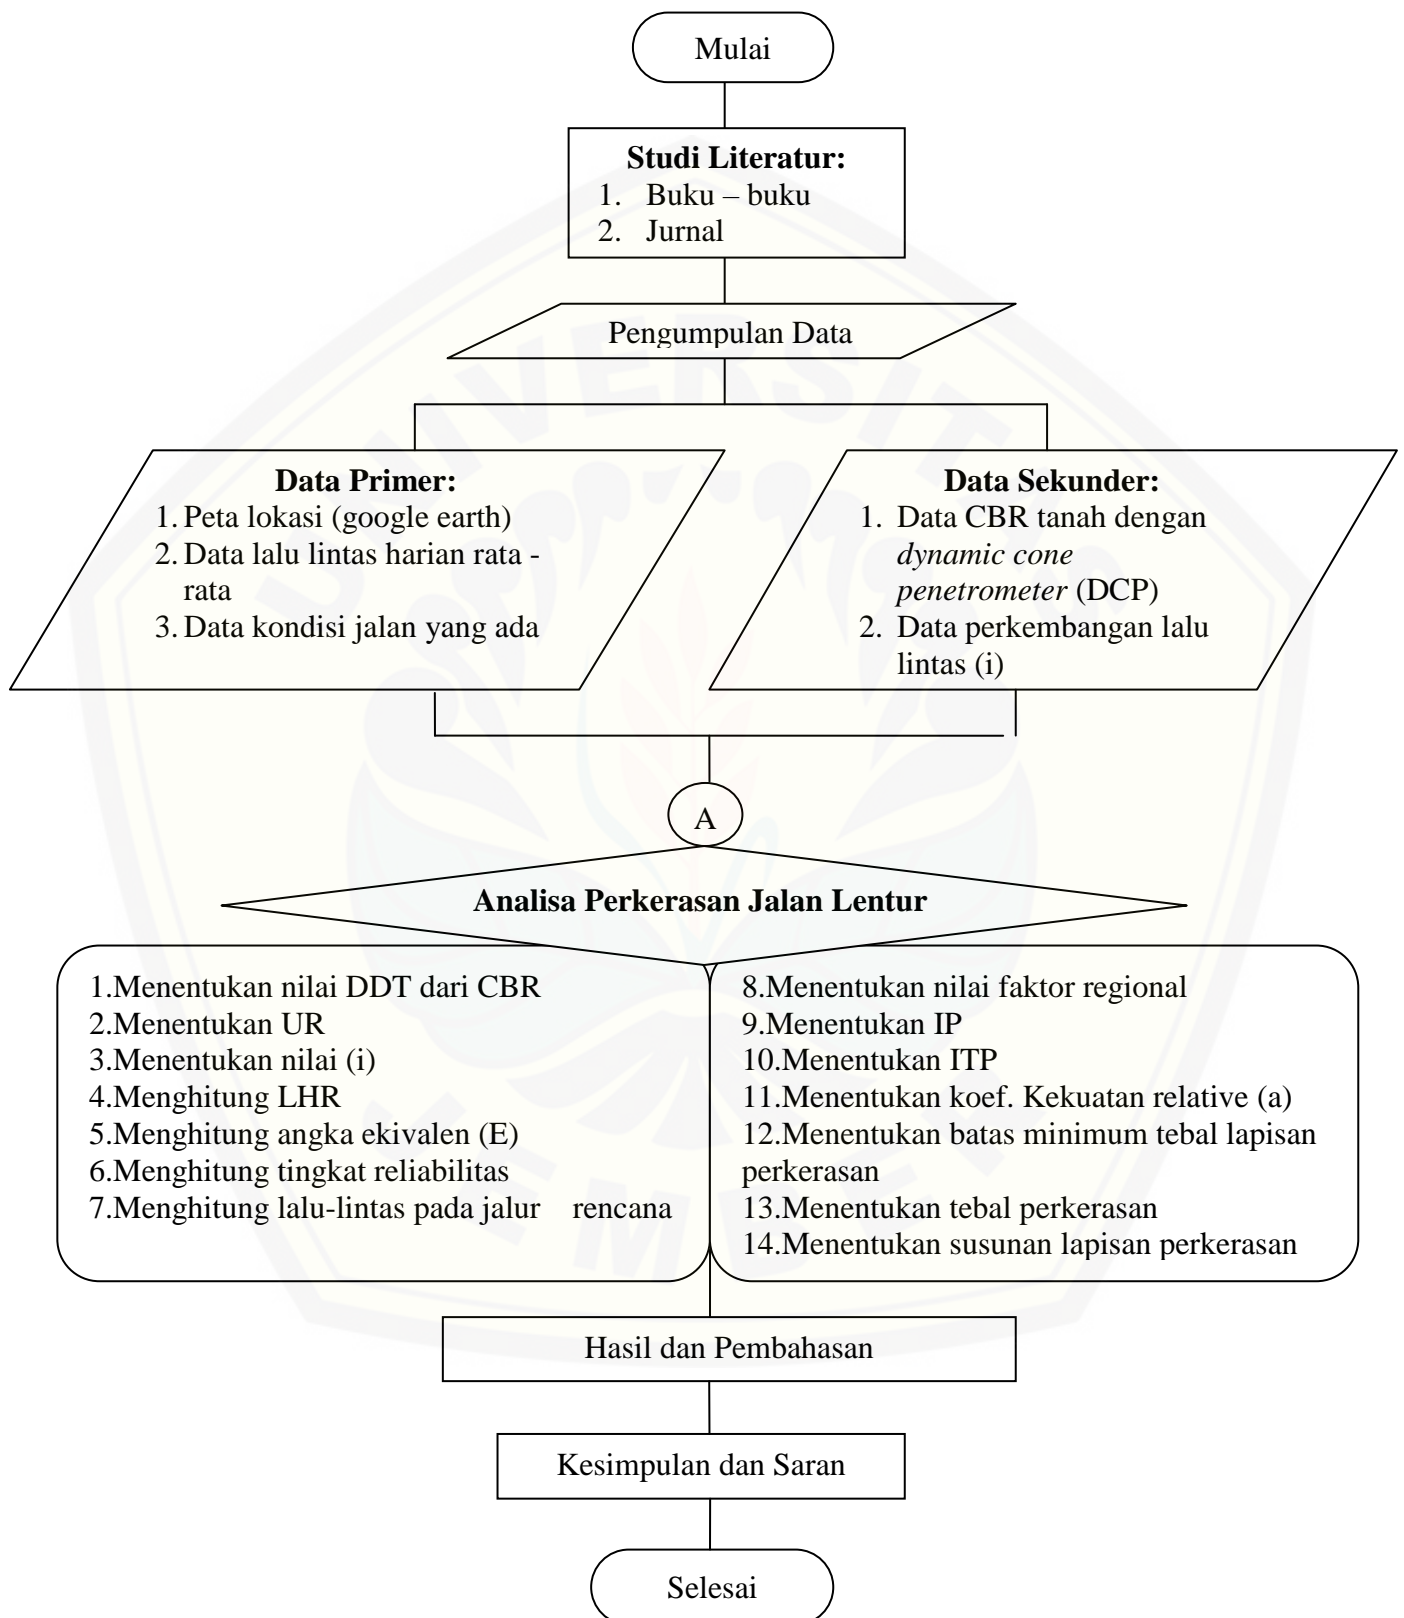 Mulai
Studi Literatur:
1. Buku – buku
2. Jurnal
Pengumpulan Data
Data Primer:
1. Peta lokasi (google earth)
2. Data lalu lintas harian rata -
rata
3. Data kondisi jalan yang ada
Data Sekunder:
1. Data CBR tanah dengan
dynamic cone
penetrometer (DCP)
2. Data perkembangan lalu
lintas (i)
A
Analisa Perkerasan Jalan Lentur
1.Menentukan nilai DDT dari CBR
2.Menentukan UR
3.Menentukan nilai (i)
4.Menghitung LHR
5.Menghitung angka ekivalen (E)
6.Menghitung tingkat reliabilitas
7.Menghitung lalu-lintas pada jalur rencana
8.Menentukan nilai faktor regional
9.Menentukan IP
10.Menentukan ITP
11.Menentukan koef. Kekuatan relative (a)
12.Menentukan batas minimum tebal lapisan
perkerasan
13.Menentukan tebal perkerasan
14.Menentukan susunan lapisan perkerasan
Hasil dan Pembahasan
Kesimpulan dan Saran
Selesai
UNIVERSITAS
JEMBER